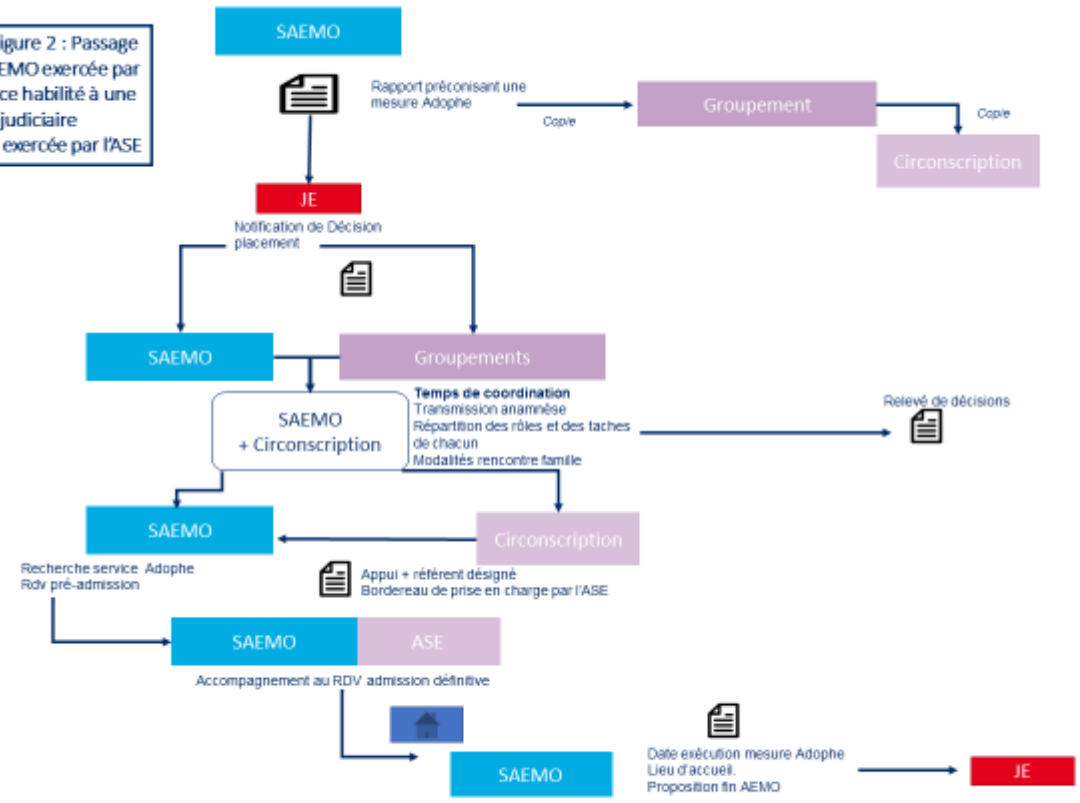 igure 2 : Passage
EMO exercée par
ce habilité à une
judiciaire
exercée par l'ASE
SAEMO
Rapport préconisant une
mesure Adophe
Copie
Groupement
Copie
Circonscription
JE
Notification de Décision
placement
SAEMO
Groupements
SAEMO
+ Circonscription
Temps de coordination
Transmission anamnèse
Répartition des rôles et des taches
de chacun
Modalités rencontre famille
Relevé de décisions
SAEMO
Circonscription
Recherche service Adophe
Rdv pré-admission
Appui + référent désigné
Bordereau de prise en charge par l'ASE
SAEMO
ASE
Accompagnement au RDV admission définitive
SAEMO
Date exécution mesure Adophe
Lieu d'accueil.
Proposition fin AEMO
JE